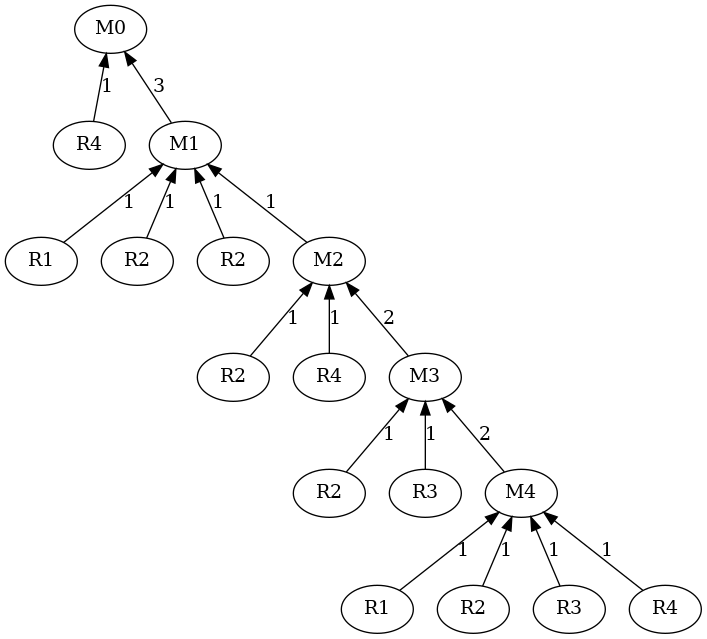 M0
1 3
R4 M1
1 1 1 1
R1 R2 R2 M2
1 1 2
R2 R4 M3
1 1 2
R2 R3 M4
1 1 1 1
R1 R2 R3 R4